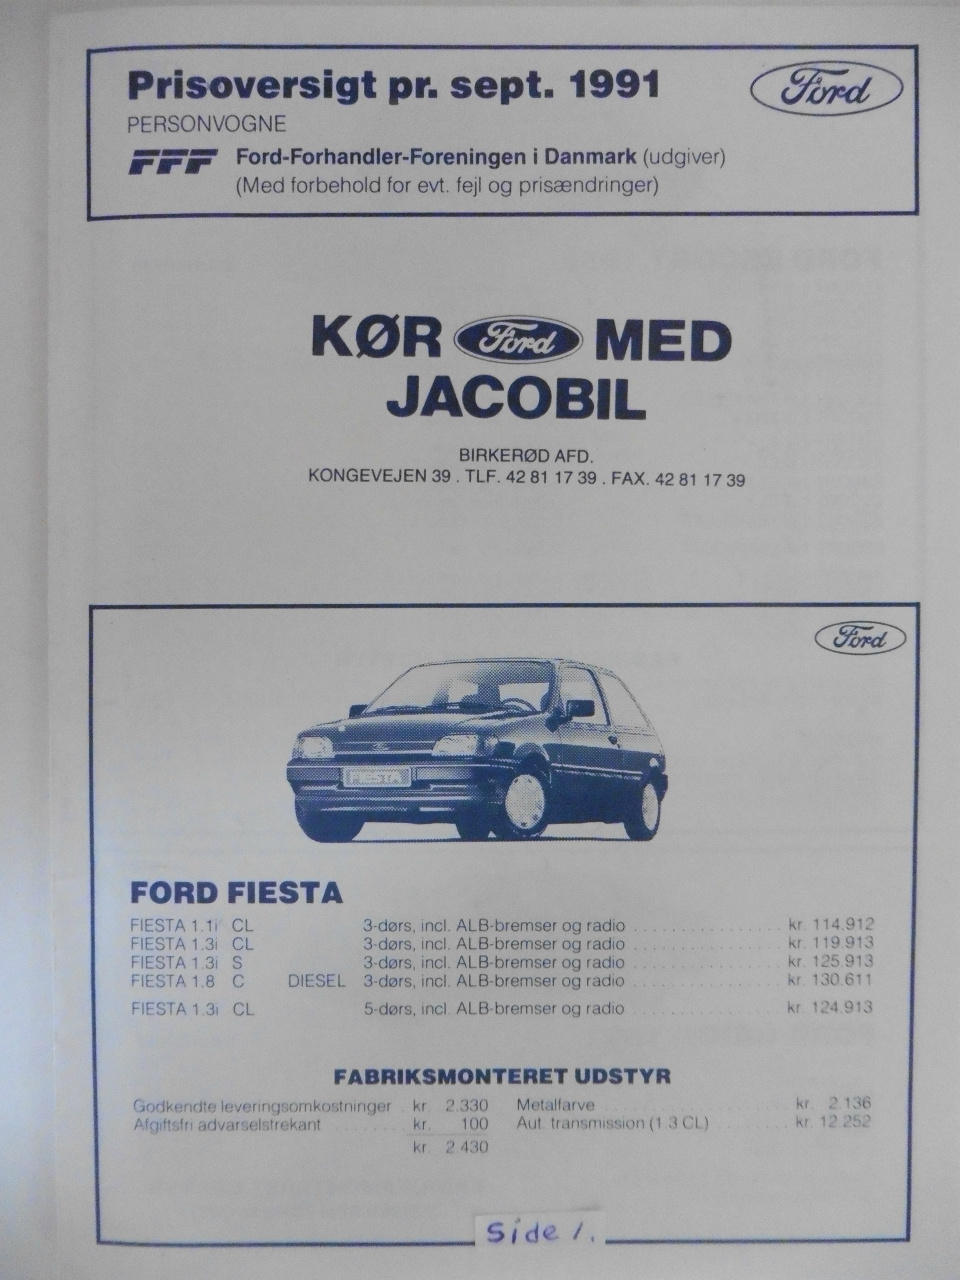 Prisoversigt pr. sept. 1991
Ford
PERSONVOGNE
FFF Ford-Forhandler-Foreningen i Danmark (udgiver)
(Med forbehold for evt. fejl og prisændringer)
KØR Ford MED
JACOBIL
BIRKERØD AFD.
KONGEVEJEN 39 . TLF. 42 81 17 39 . FAX. 42 81 17 39
Ford
FIESTA
FORD FIESTA
FIESTA 1.1i CL 3-dørs, incl. ALB-bremser og radio kr. 114.912
FIESTA 1.3i CL 3-dørs, incl. ALB-bremser og radio kr. 119.913
FIESTA 1.3i S 3-dørs, incl. ALB-bremser og radio kr. 125.913
FIESTA 1.8 C DIESEL 3-dørs, incl. ALB-bremser og radio kr. 130.611
FIESTA 1.3i CL 5-dørs, incl. ALB-bremser og radio kr. 124.913
FABRIKSMONTERET UDSTYR
Godkendte leveringsomkostninger kr. 2.330 Metalfarve kr. 2.136
Afgiftsfri advarselstrekant kr. 100 Aut. transmission (1.3 CL) kr. 12.252
kr. 2.430
Side 1.